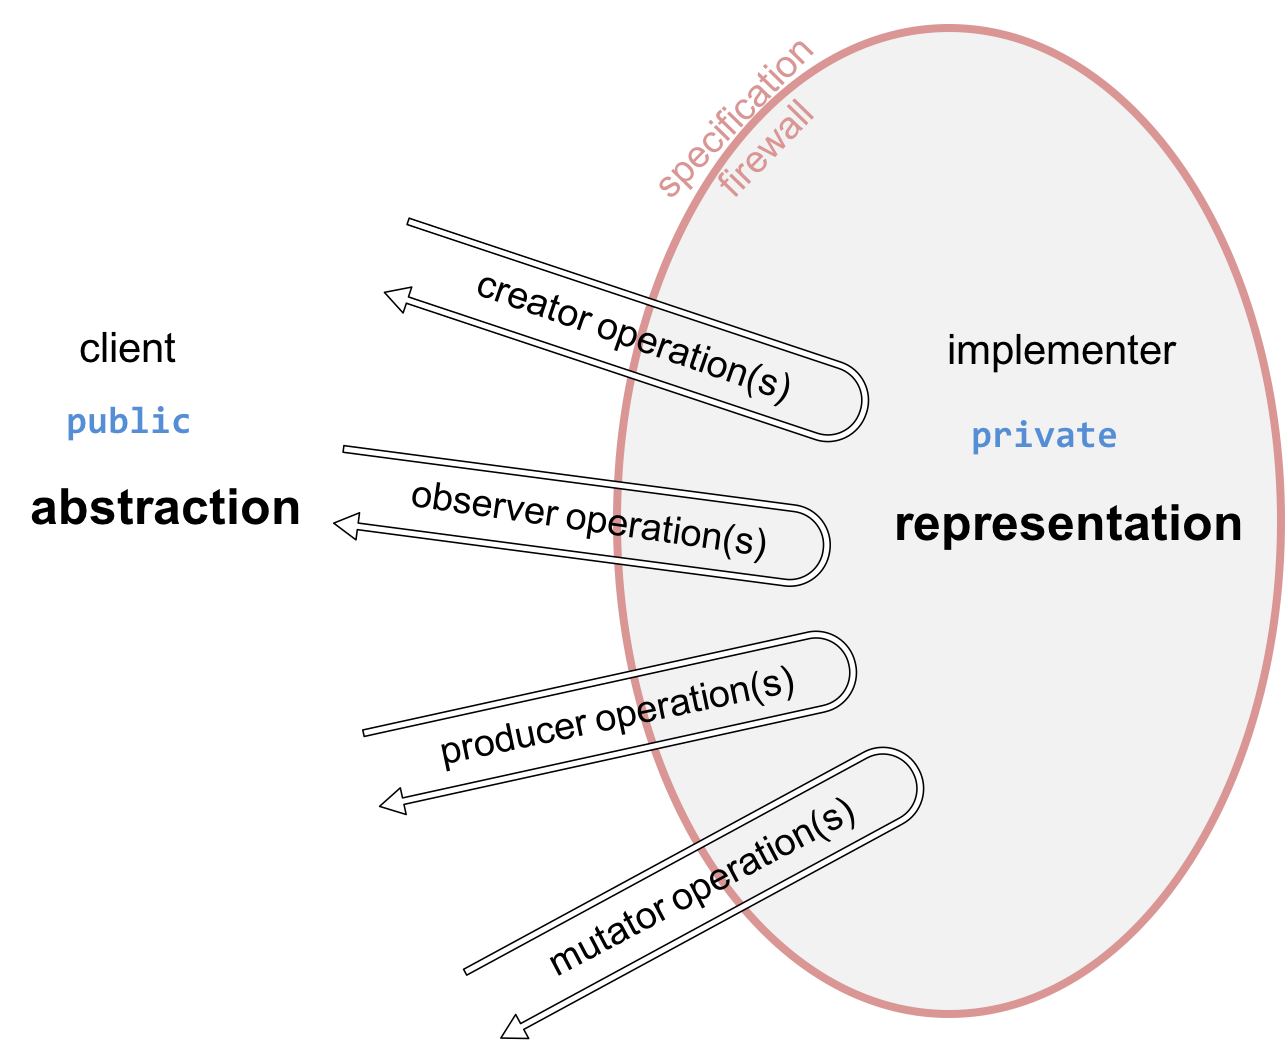 specification
firewall
creator operation(s)
client
implementer
public
private
observer operation(s)
abstraction
representation
producer operation(s)
mutator operation(s)